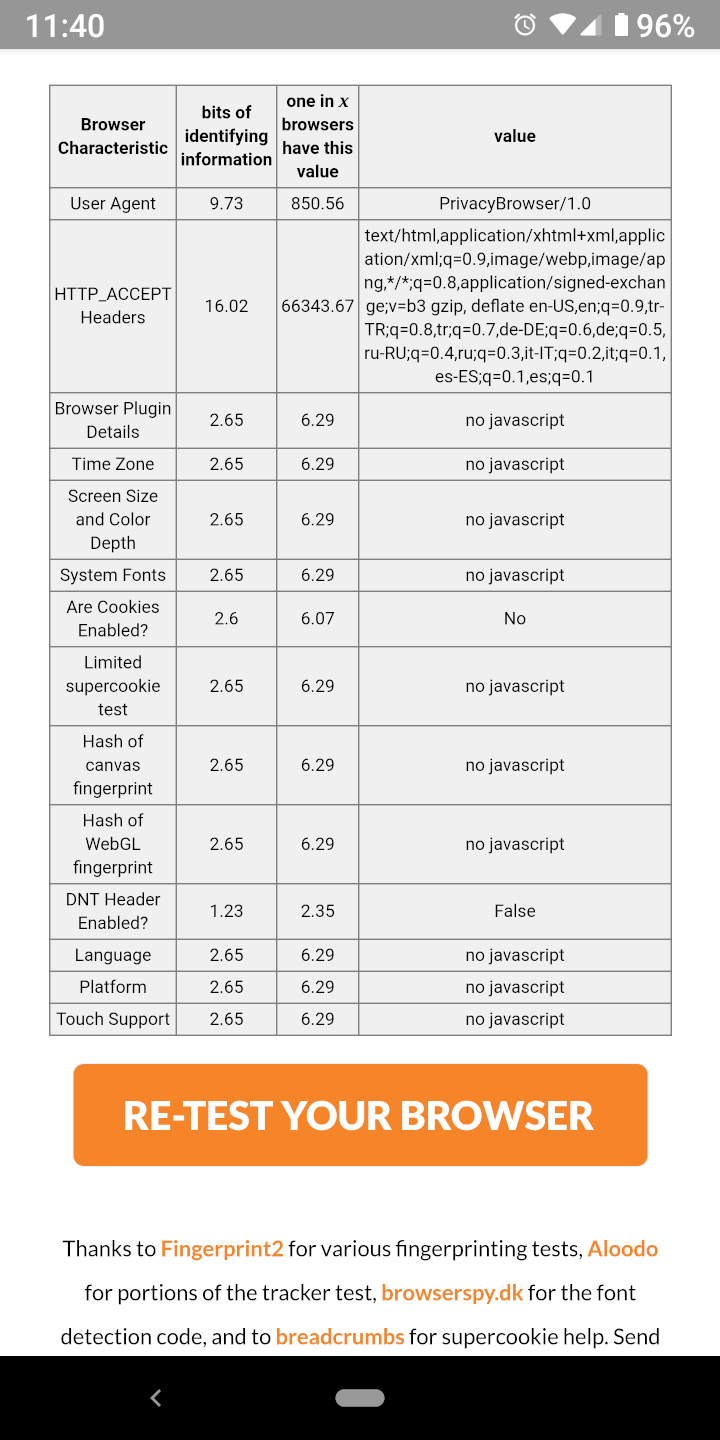 11:40
96%
Browser
Characteristic
bits of
identifying
information
one in x
browsers
have this
value
value
User Agent 9.73 850.56 PrivacyBrowser/1.0
HTTP_ACCEPT
Headers
16.02
66343.67
text/html,application/xhtml+xml,applic
ation/xml;q=0.9,image/webp,image/ap
ng,*/*;q=0.8,application/signed-exchan
ge;v=b3 gzip, deflate en-US,en;q=0.9,tr-
TR;q=0.8,tr;q=0.7,de-DE;q=0.6,de;q=0.5,
ru-RU;q=0.4,ru;q=0.3,it-IT;q=0.2,it;q=0.1,
es-ES;q=0.1,es;q=0.1
Browser Plugin
Details
2.65 6.29 no javascript
Time Zone 2.65 6.29 no javascript
Screen Size
and Color
Depth
2.65 6.29 no javascript
System Fonts 2.65 6.29 no javascript
Are Cookies
Enabled?
2.6 6.07 No
Limited
supercookie
test
2.65 6.29 no javascript
Hash of
canvas
fingerprint
2.65 6.29 no javascript
Hash of
WebGL
fingerprint
2.65 6.29 no javascript
DNT Header
Enabled?
1.23 2.35 False
Language 2.65 6.29 no javascript
Platform 2.65 6.29 no javascript
Touch Support 2.65 6.29 no javascript
RE-TEST YOUR BROWSER
Thanks to Fingerprint2 for various fingerprinting tests, Aloodo
for portions of the tracker test, browserspy.dk for the font
detection code, and to breadcrumbs for supercookie help. Send